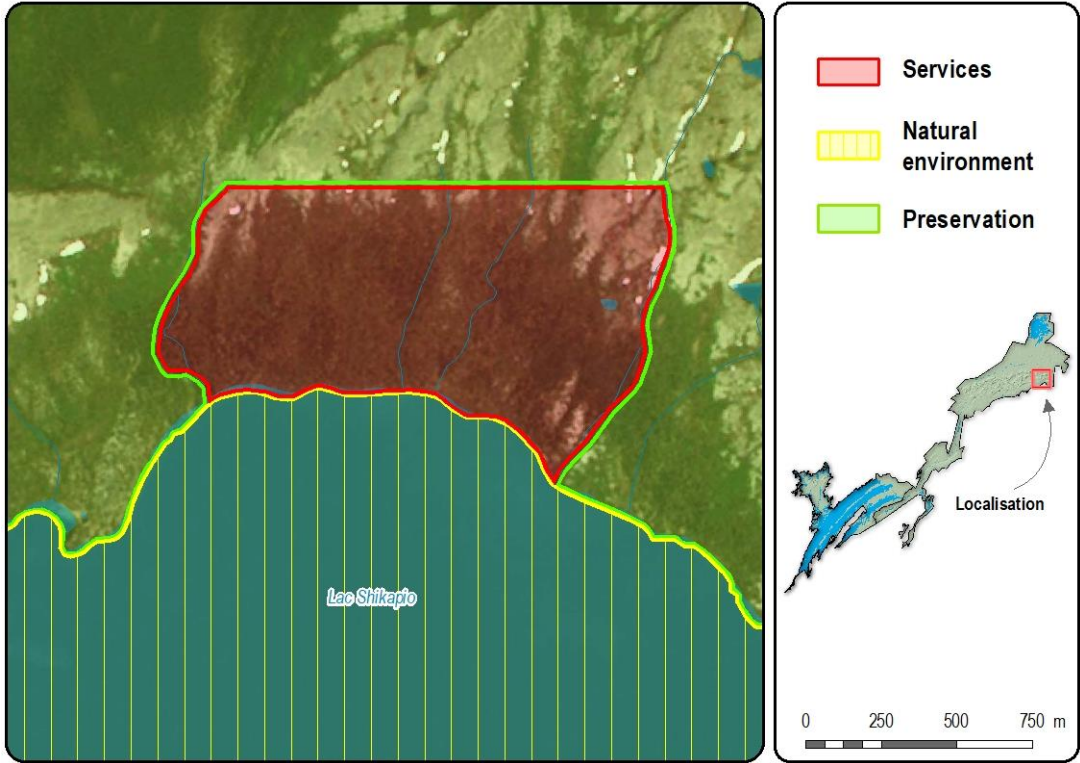 Services
Natural
environment
Preservation
Localisation
Lac Shikapio
0 250 500 750 m